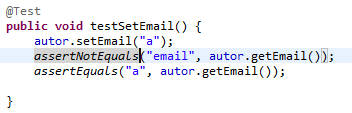 @Test
public void testSetEmail() {
autor.setEmail("a");
assertNotEquals("email", autor.getEmail());
assertEquals("a", autor.getEmail());
}